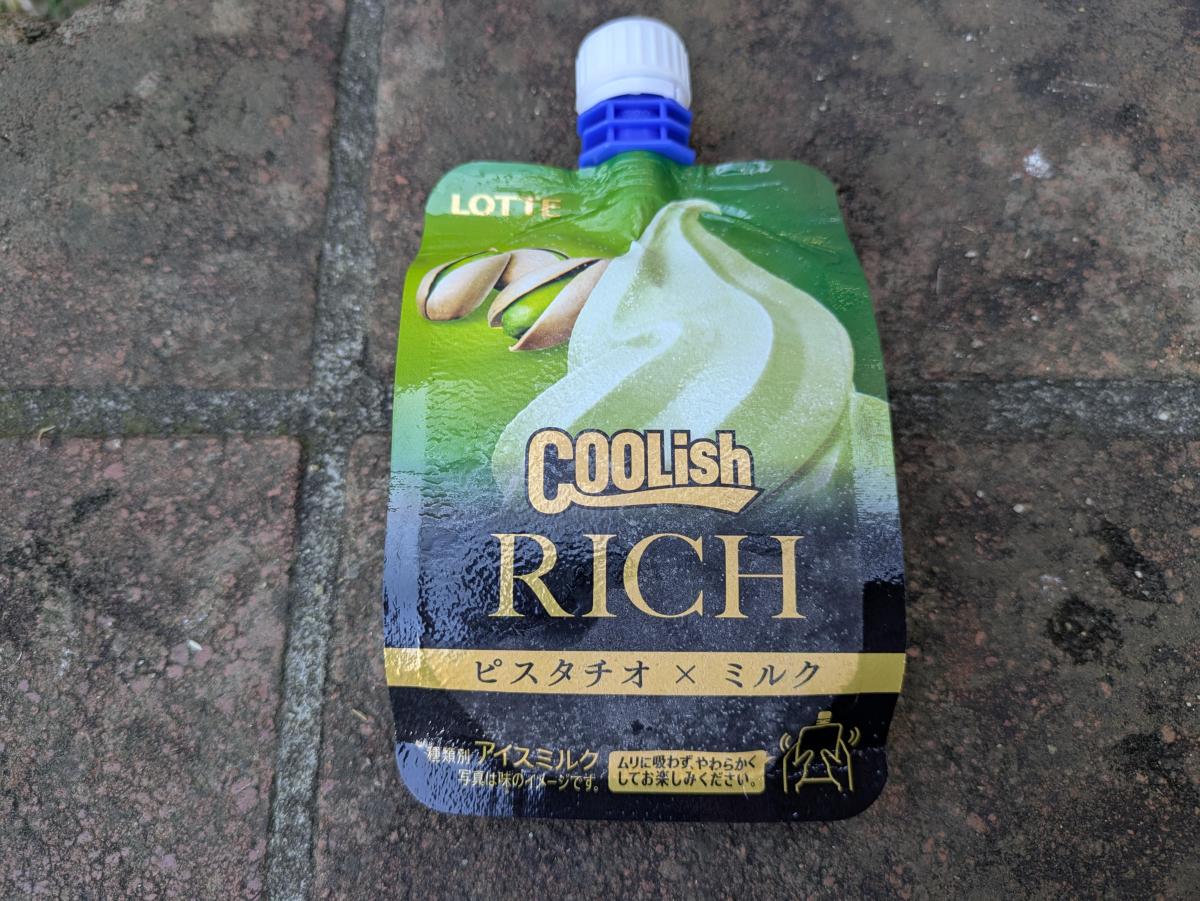 LOTTE
COOLish
RICH
ピスタチオ × ミルク
種類別 アイスミルク
写真は味のイメージです。
ムリに吸わず、やわらかく
してお楽しみください。